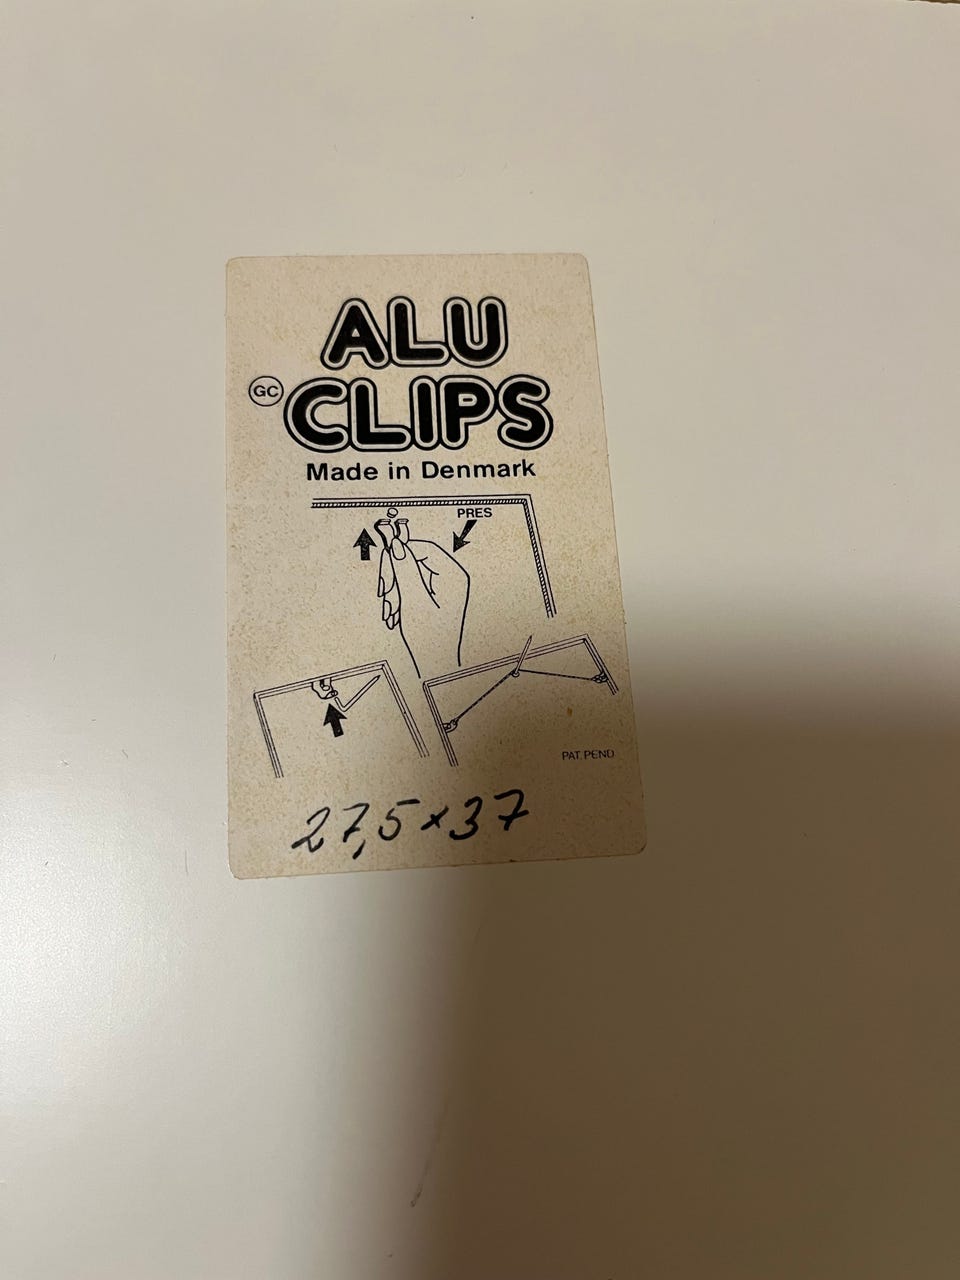 ALU
GC CLIPS
Made in Denmark
PRES
PAT. PEND
27,5 x 37